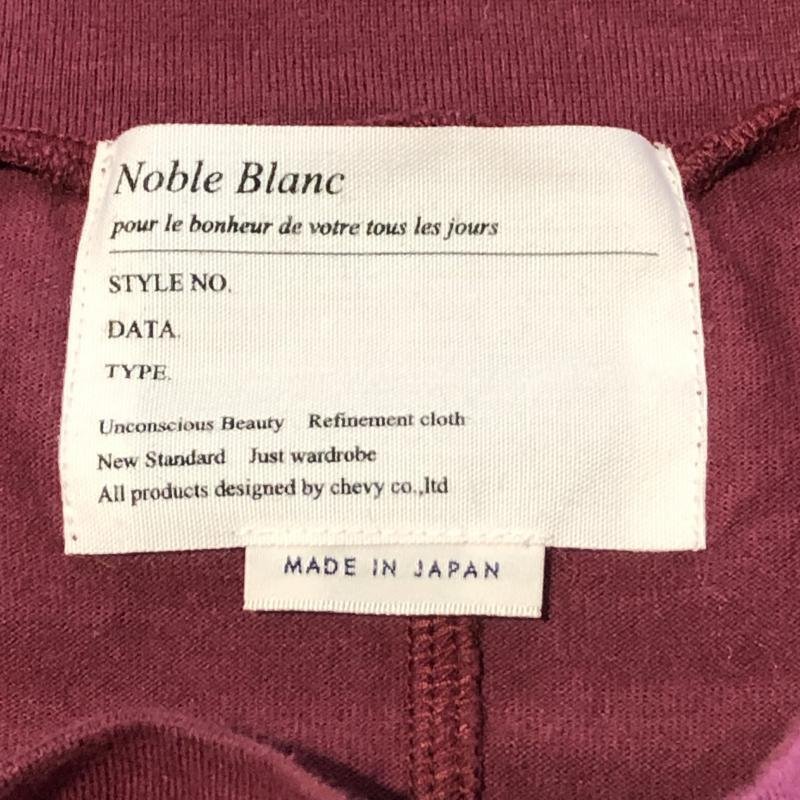 Noble Blanc
pour le bonheur de votre tous les jours
STYLE NO.
DATA.
TYPE.
Unconscious Beauty Refinement cloth
New Standard Just wardrobe
All products designed by chevy co.,ltd
MADE IN JAPAN